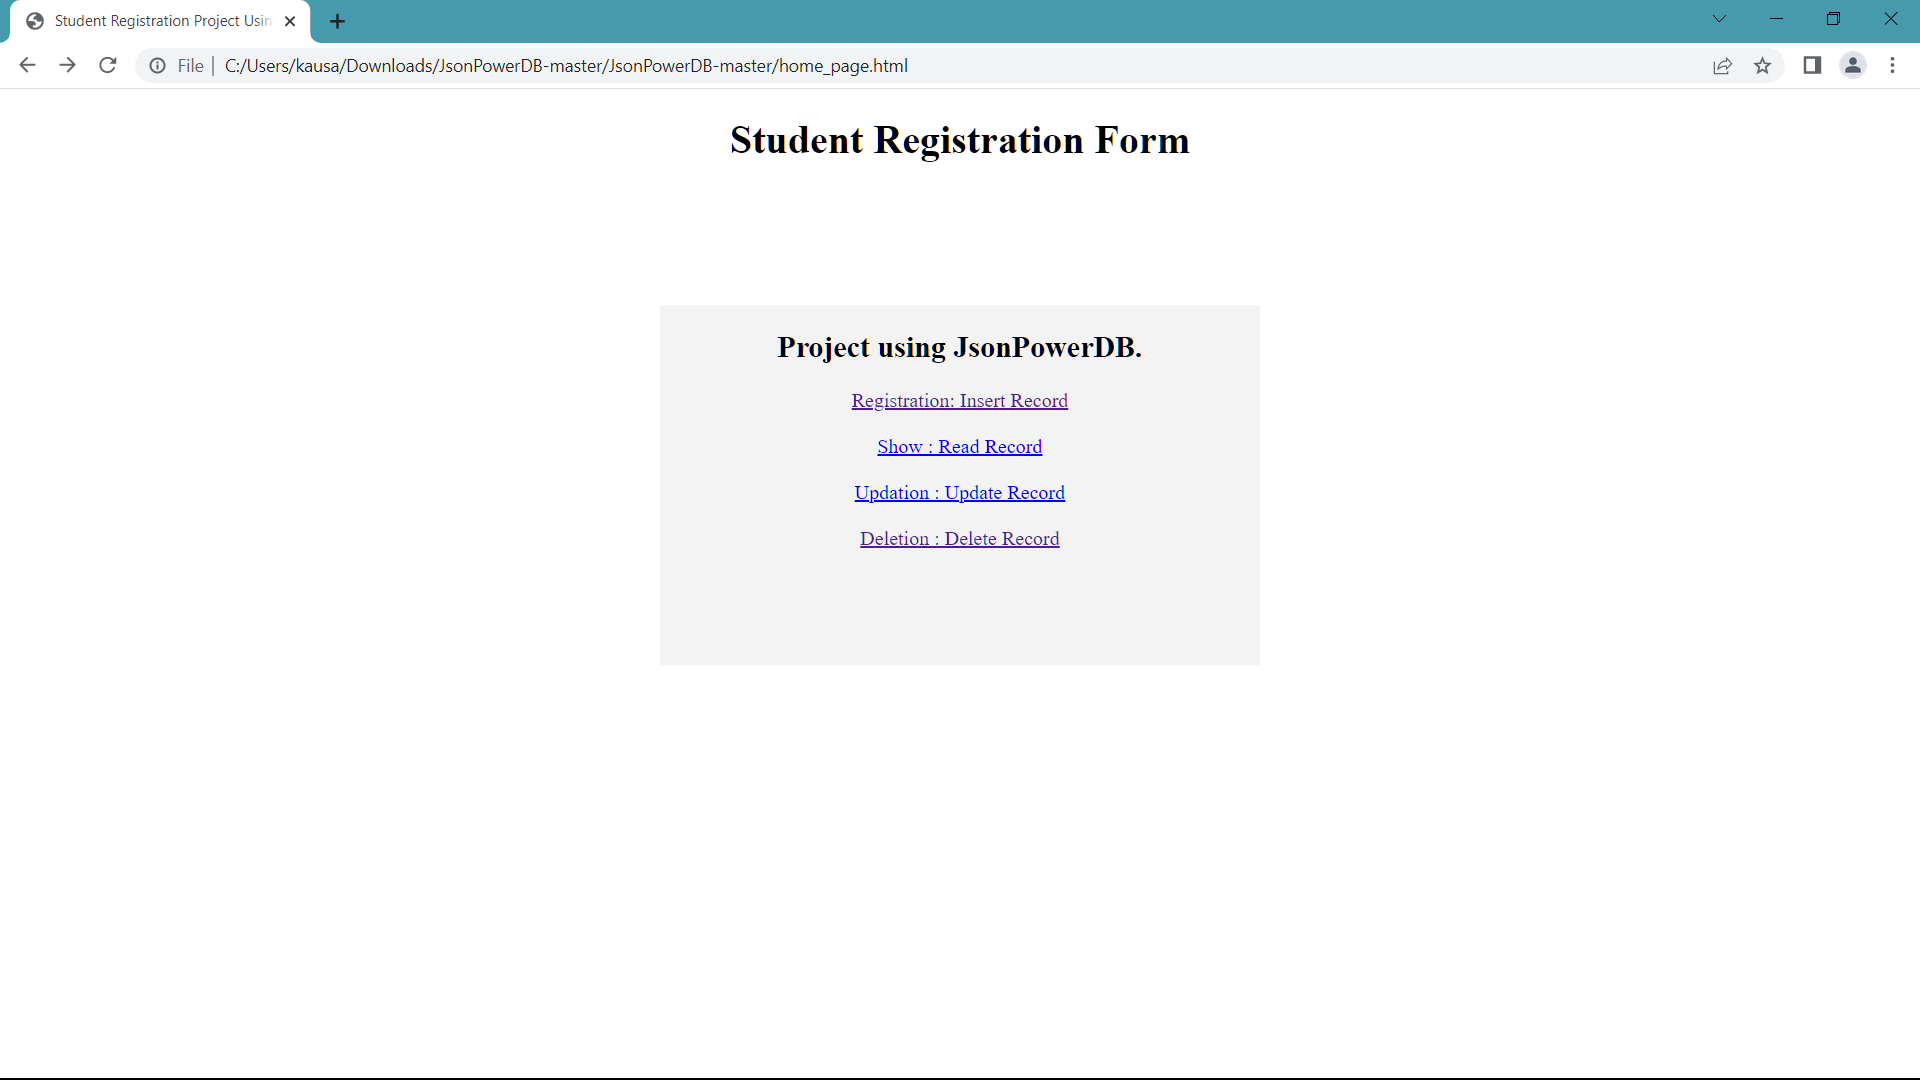 Student Registration Project Usin
File
C:/Users/kausa/Downloads/JsonPowerDB-master/JsonPowerDB-master/home_page.html
Student Registration Form
Project using JsonPowerDB.
Registration: Insert Record
Show : Read Record
Updation : Update Record
Deletion : Delete Record